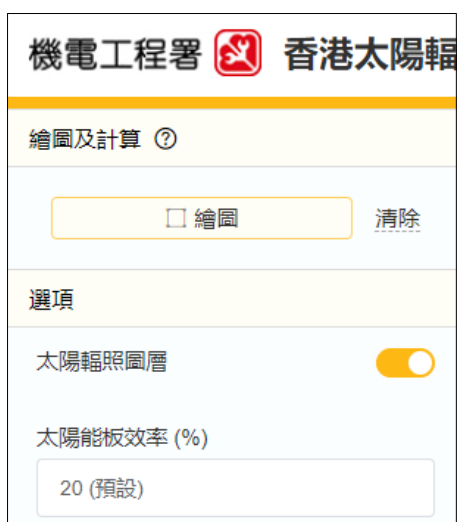 機電工程署 香港太陽輻
繪圖及計算 ?
繪圖 清除
選項
太陽輻照圖層
太陽能板效率 (%)
20 (預設)